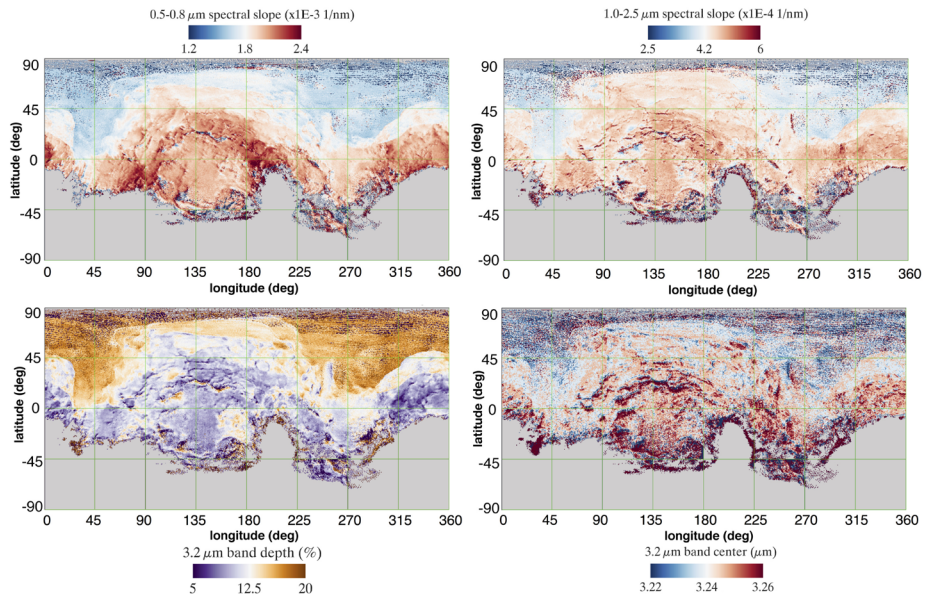 0.5-0.8 μm spectral slope (x1E-3 1/nm)
1.2 1.8 2.4
90
45
0
-45
-90
latitude (deg)
0 45 90 135 180 225 270 315 360
longitude (deg)
1.0-2.5 μm spectral slope (x1E-4 1/nm)
2.5 4.2 6
90
45
0
-45
-90
latitude (deg)
0 45 90 135 180 225 270 315 360
longitude (deg)
90
45
0
-45
-90
latitude (deg)
0 45 90 135 180 225 270 315 360
longitude (deg)
3.2 μm band depth (%)
5 12.5 20
90
45
0
-45
-90
latitude (deg)
0 45 90 135 180 225 270 315 360
longitude (deg)
3.2 μm band center (μm)
3.22 3.24 3.26